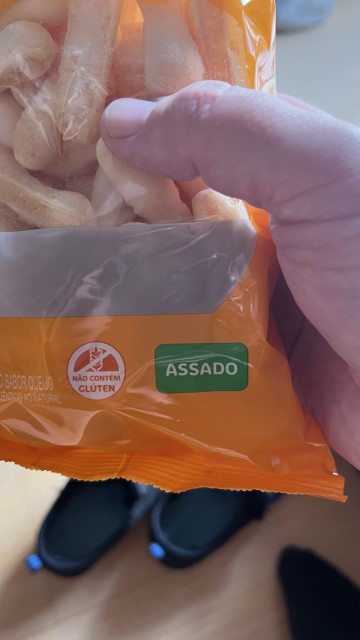 SABOR QUEIJO
NÃO CONTÉM
GLÚTEN
ASSADO